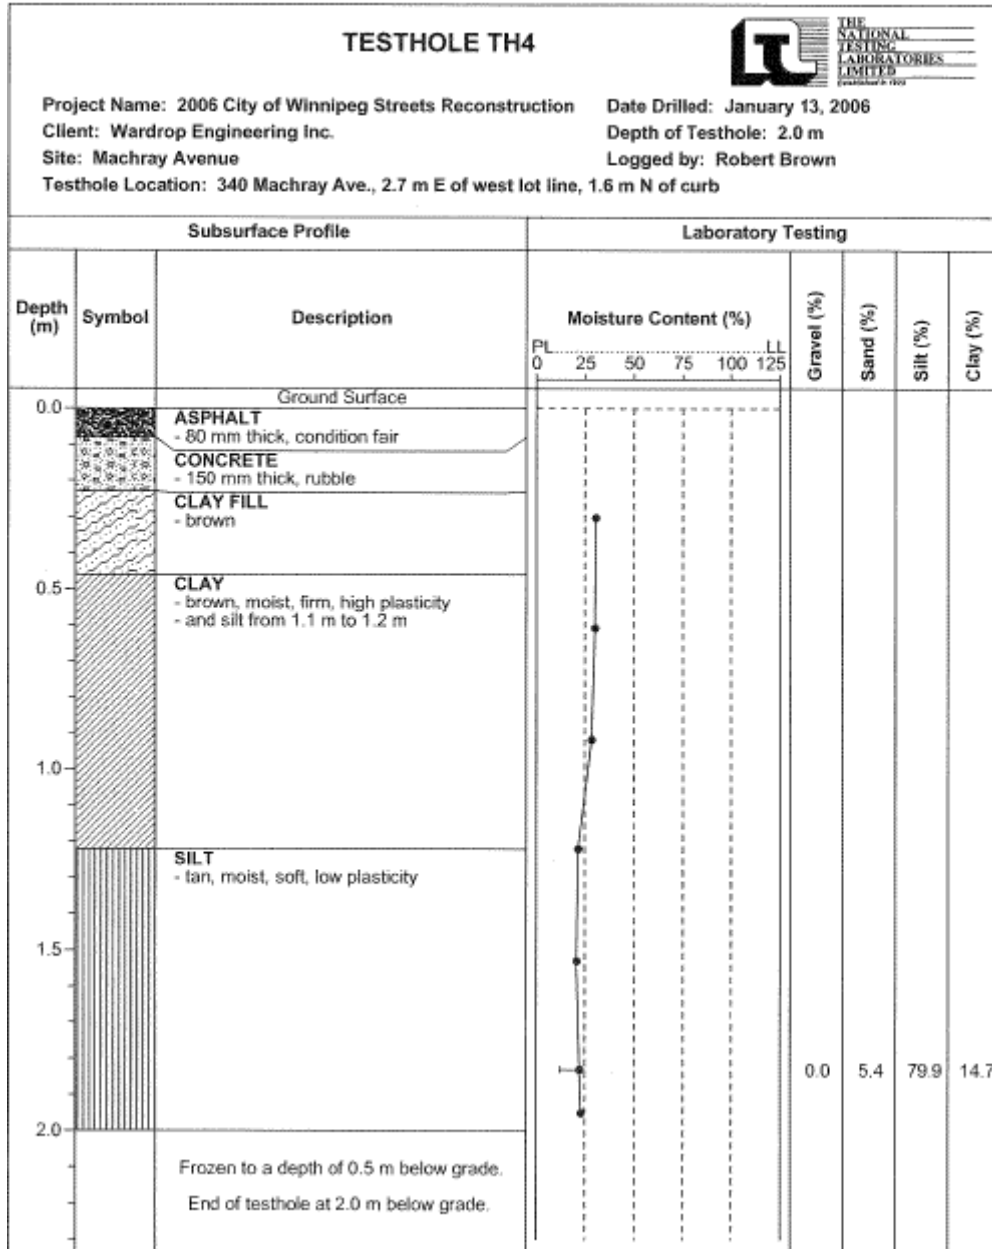 TESTHOLE TH4
THE
NATIONAL
TESTING
LABORATORIES
LIMITED
Project Name: 2006 City of Winnipeg Streets Reconstruction
Date Drilled: January 13, 2006
Client: Wardrop Engineering Inc.
Depth of Testhole: 2.0 m
Site: Machray Avenue
Logged by: Robert Brown
Testhole Location: 340 Machray Ave., 2.7 m E of west lot line, 1.6 m N of curb
Subsurface Profile
Laboratory Testing
Depth
(m)
Symbol
Description
Moisture Content (%)
PL LL
0 25 50 75 100 125
Gravel (%)
Sand (%)
Silt (%)
Clay (%)
Ground Surface
0.0
ASPHALT
- 80 mm thick, condition fair
CONCRETE
- 150 mm thick, rubble
CLAY FILL
- brown
0.5
CLAY
- brown, moist, firm, high plasticity
- and silt from 1.1 m to 1.2 m
1.0
SILT
- tan, moist, soft, low plasticity
1.5
0.0 5.4 79.9 14.7
2.0
Frozen to a depth of 0.5 m below grade.
End of testhole at 2.0 m below grade.